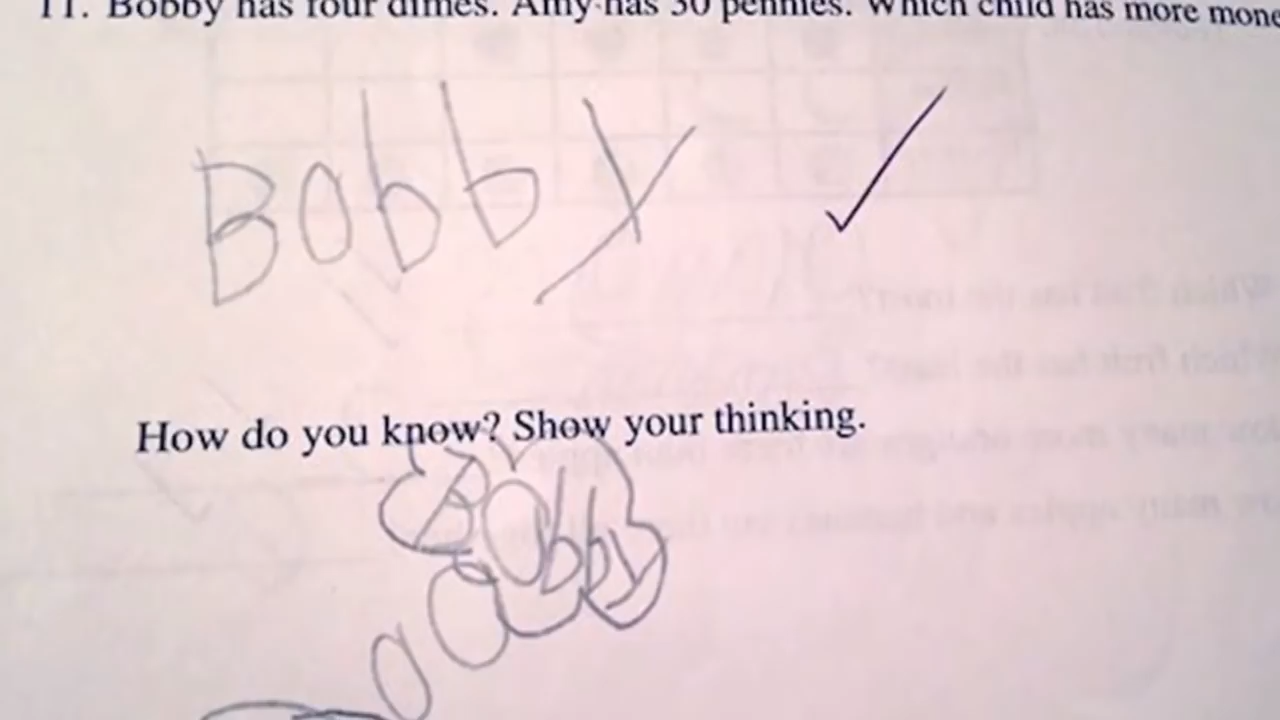 11. Bobby has four dimes. Amy has 30 pennies. Which child has more mone
Bobby
How do you know? Show your thinking.
Bobby